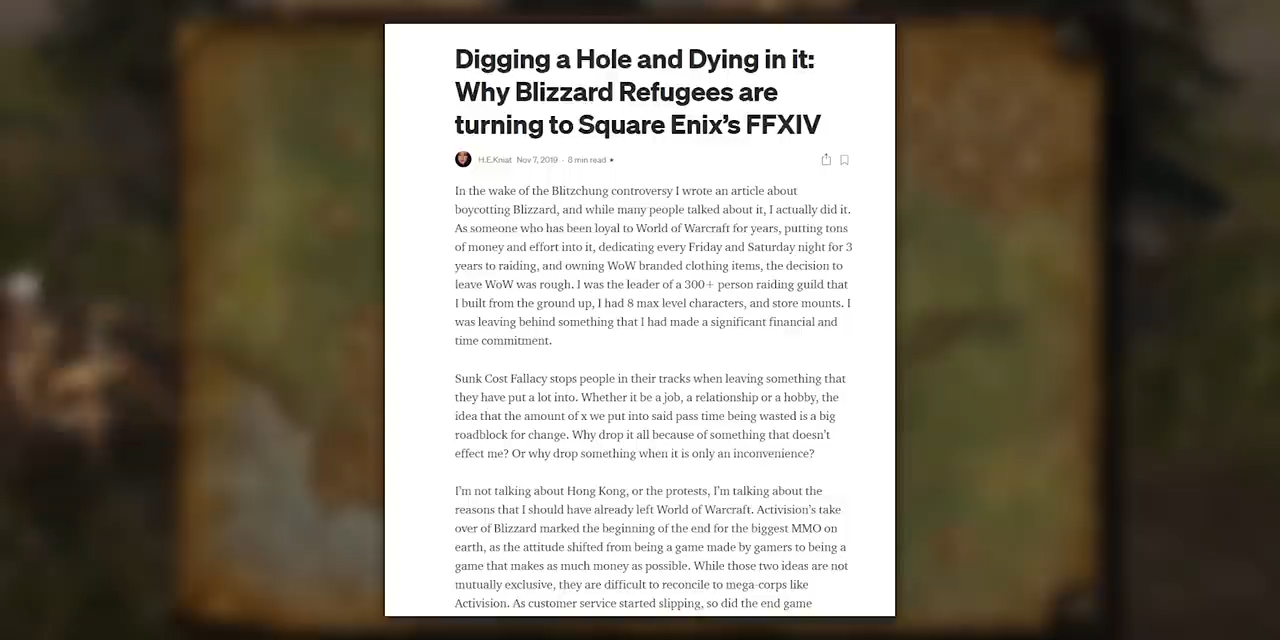 Digging a Hole and Dying in it:
Why Blizzard Refugees are
turning to Square Enix's FFXIV
H.E.Kniat Nov 7, 2019 · 8 min read
In the wake of the Blitzchung controversy I wrote an article about
boycotting Blizzard, and while many people talked about it, I actually did it.
As someone who has been loyal to World of Warcraft for years, putting tons
of money and effort into it, dedicating every Friday and Saturday night for 3
years to raiding, and owning WoW branded clothing items, the decision to
leave WoW was rough. I was the leader of a 300+ person raiding guild that
I built from the ground up, I had 8 max level characters, and store mounts. I
was leaving behind something that I had made a significant financial and
time commitment.
Sunk Cost Fallacy stops people in their tracks when leaving something that
they have put a lot into. Whether it be a job, a relationship or a hobby, the
idea that the amount of x we put into said pass time being wasted is a big
roadblock for change. Why drop it all because of something that doesn't
effect me? Or why drop something when it is only an inconvenience?
I'm not talking about Hong Kong, or the protests, I'm talking about the
reasons that I should have already left World of Warcraft. Activision's take
over of Blizzard marked the beginning of the end for the biggest MMO on
earth, as the attitude shifted from being a game made by gamers to being a
game that makes as much money as possible. While those two ideas are not
mutually exclusive, they are difficult to reconcile to mega-corps like
Activision. As customer service started slipping, so did the end game